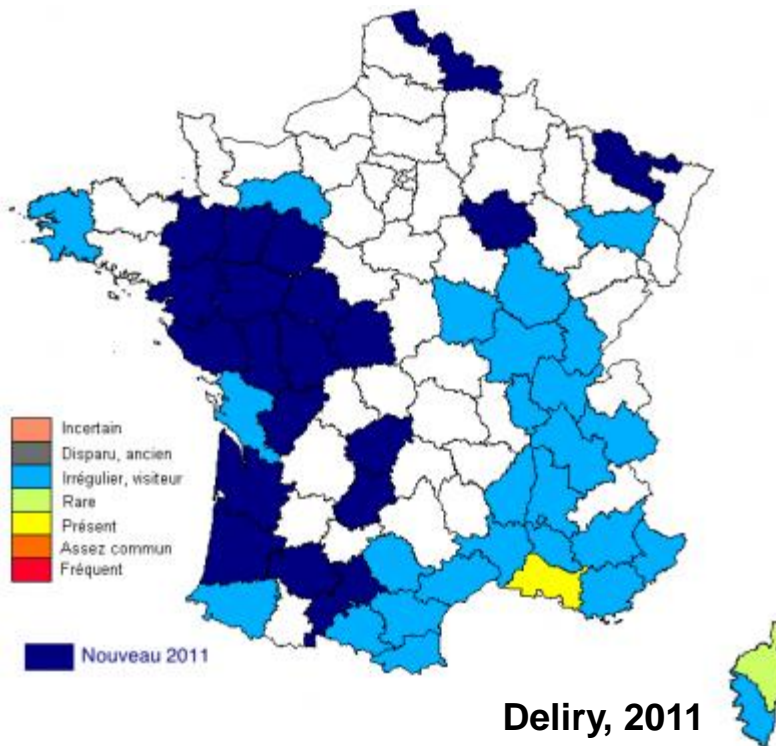 Incertain
Disparu, ancien
Irrégulier, visiteur
Rare
Présent
Assez commun
Fréquent
Nouveau 2011
Deliry, 2011